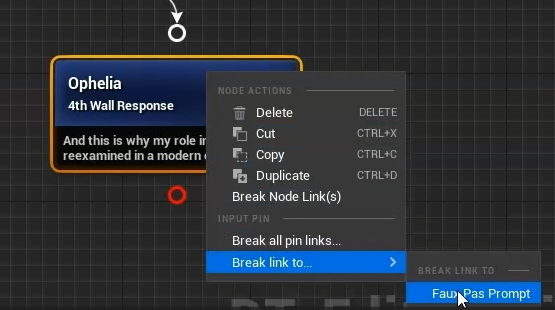 Ophelia
4th Wall Response
And this is why my role in
reexamined in a modern
NODE ACTIONS
Delete DELETE
Cut CTRL+X
Copy CTRL+C
Duplicate CTRL+D
Break Node Link(s)
INPUT PIN
Break all pin links...
Break link to...
BREAK LINK TO
Faux Pas Prompt